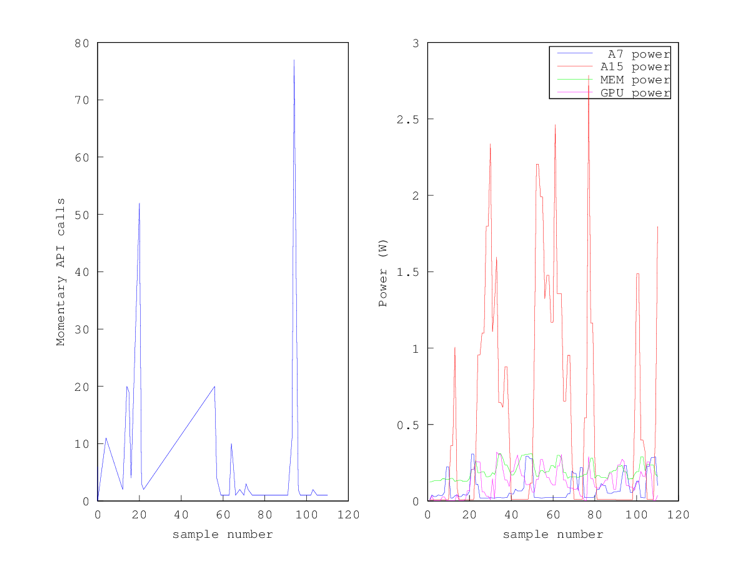 80
70
60
50
40
30
20
10
0
0 20 40 60 80 100 120
sample number
Momentary API calls
3
2.5
2
1.5
1
0.5
0
0 20 40 60 80 100 120
sample number
Power (W)
A7 power
A15 power
MEM power
GPU power